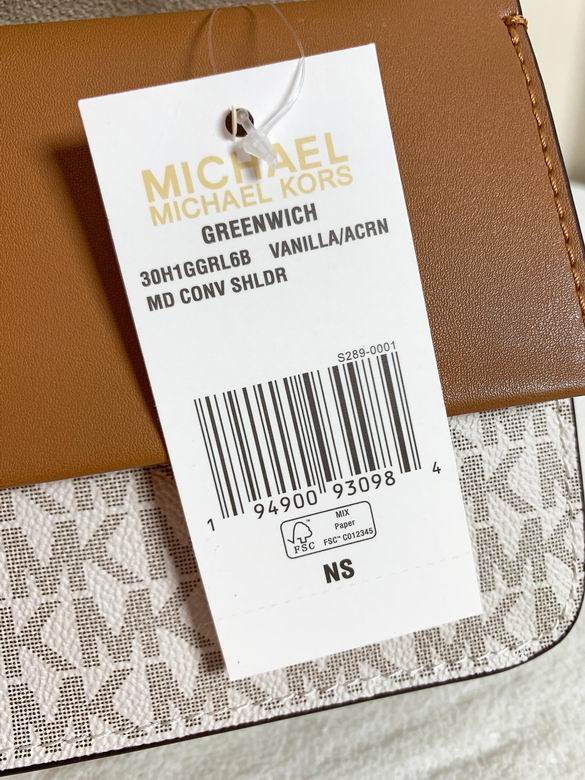 MICHAEL
MICHAEL KORS
GREENWICH
30H1GGRL6B VANILLA/ACRN
MD CONV SHLDR
S289-0001
1 94900 93098 4
MIX
Paper
FSC™ C012345
FSC
NS